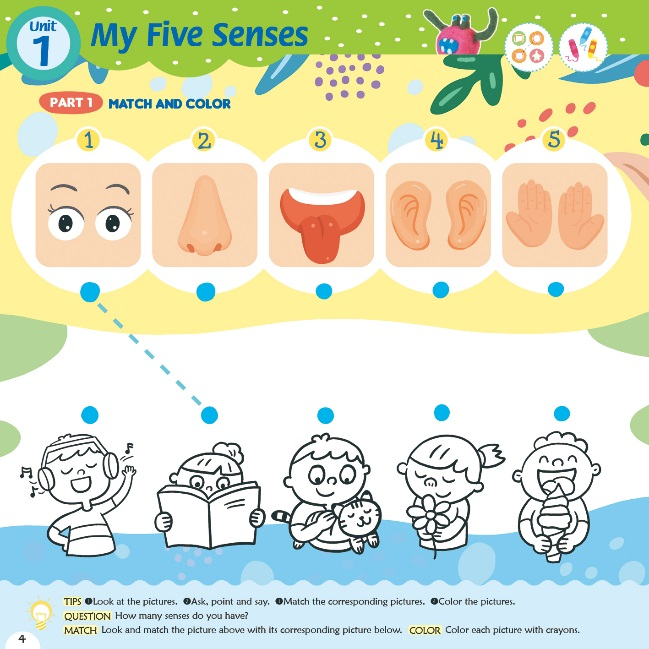 Unit
1
My Five Senses
PART 1 MATCH AND COLOR
1 2 3 4 5
TIPS ❶Look at the pictures. ❷Ask, point and say. ❶Match the corresponding pictures. ❷Color the pictures.
QUESTION How many senses do you have?
MATCH Look and match the picture above with its corresponding picture below. COLOR Color each picture with crayons.
4